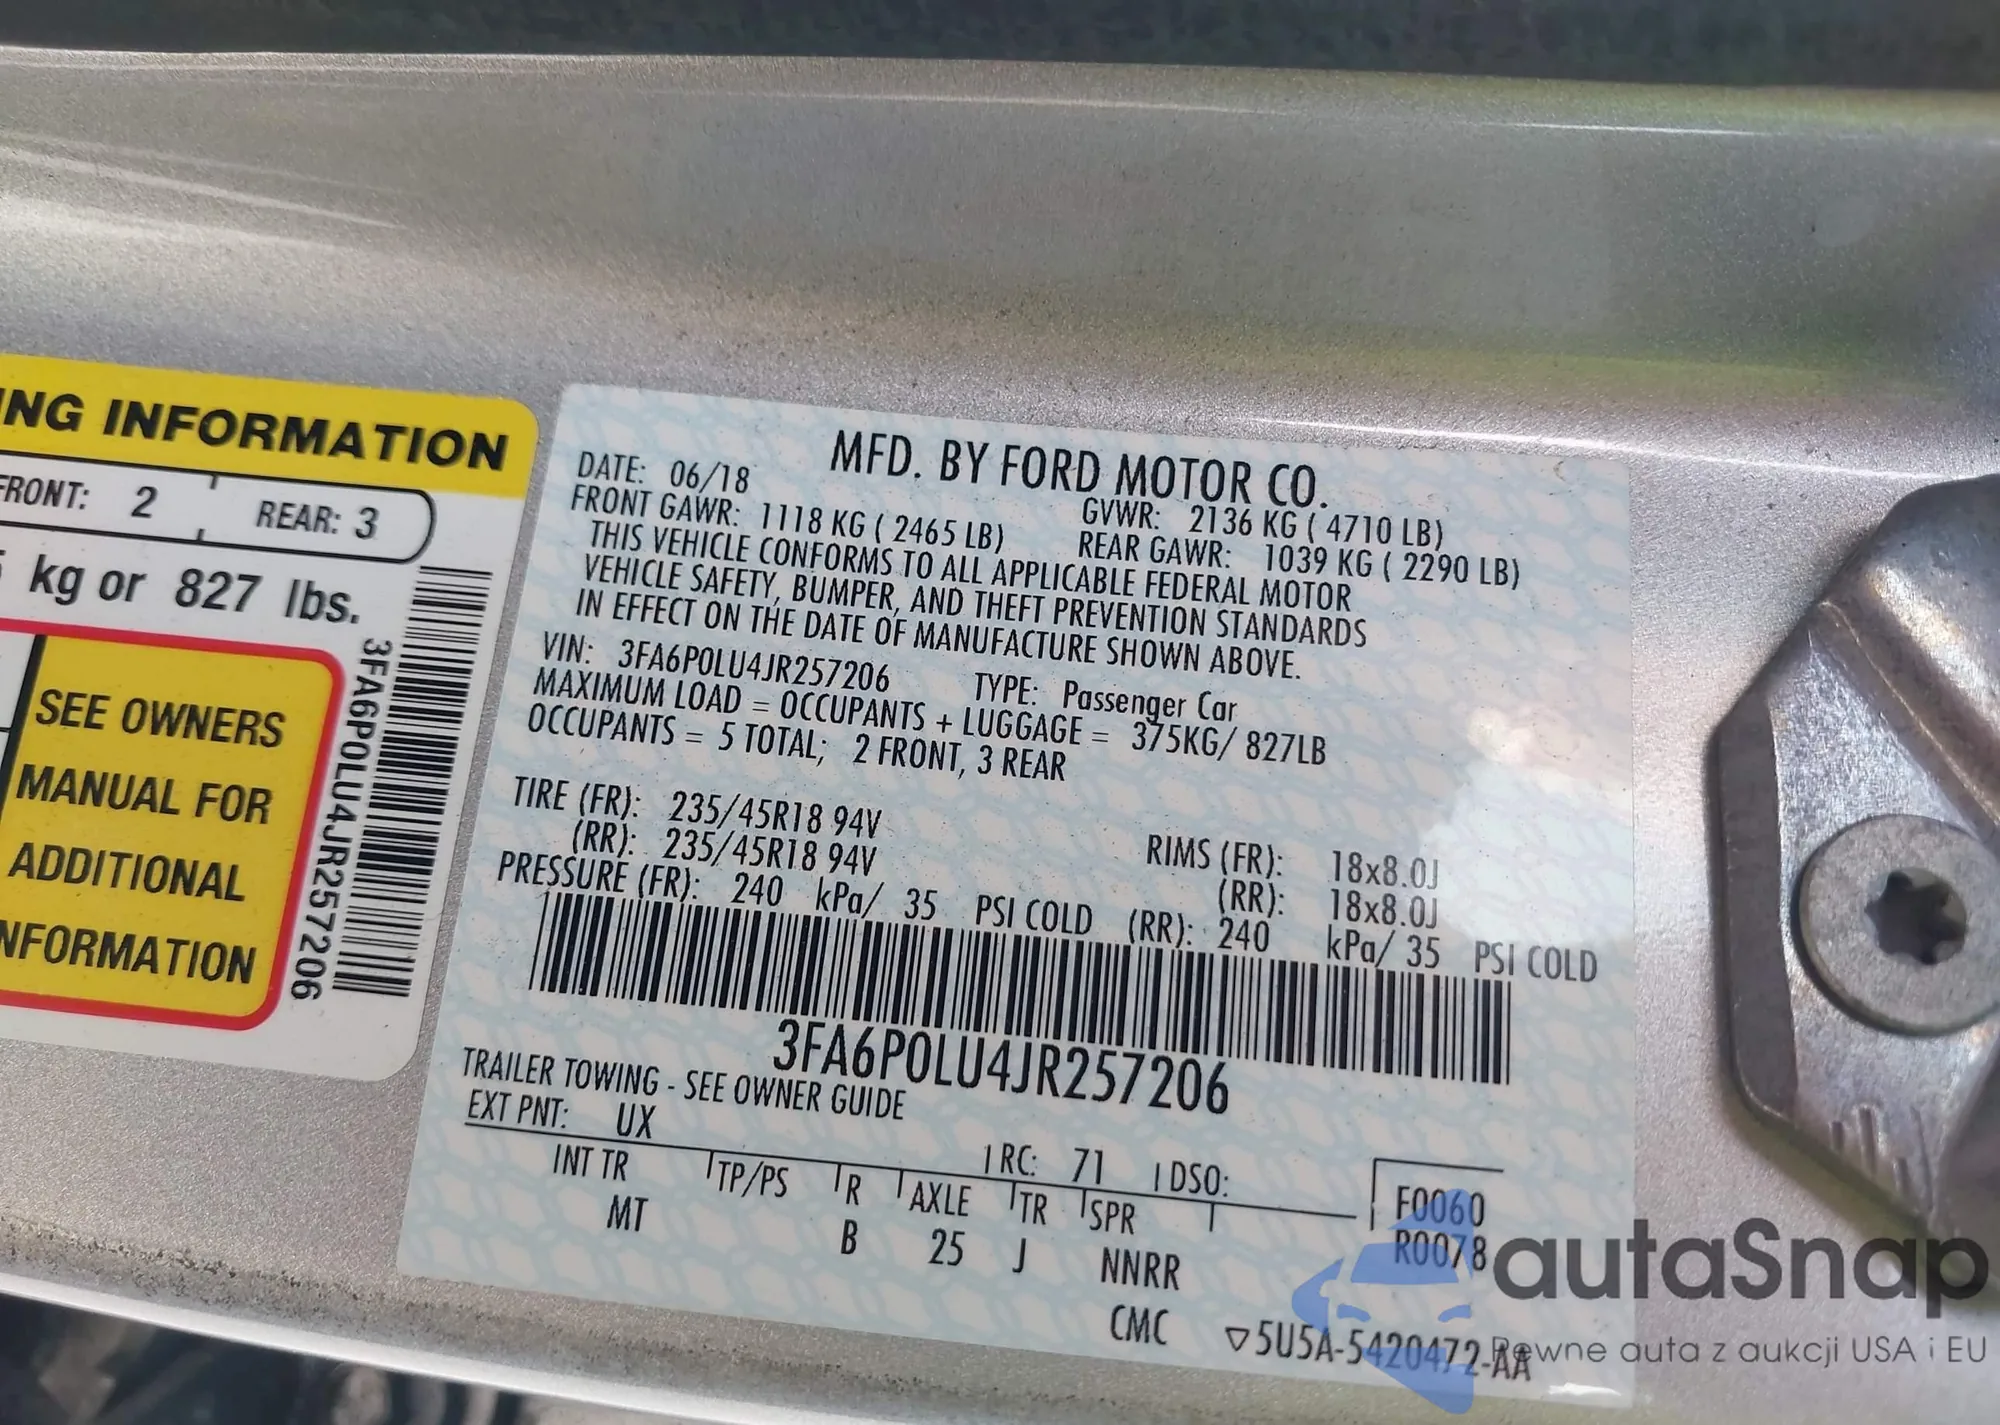 NG INFORMATION
FRONT: 2 REAR: 3
kg or 827 lbs.
SEE OWNERS
MANUAL FOR
ADDITIONAL
NFORMATION
3FA6P0LU4JR257206
MFD. BY FORD MOTOR CO.
DATE: 06/18
GVWR: 2136 KG ( 4710 LB)
FRONT GAWR: 1118 KG ( 2465 LB) REAR GAWR: 1039 KG ( 2290 LB)
THIS VEHICLE CONFORMS TO ALL APPLICABLE FEDERAL MOTOR
VEHICLE SAFETY, BUMPER, AND THEFT PREVENTION STANDARDS
IN EFFECT ON THE DATE OF MANUFACTURE SHOWN ABOVE.
VIN: 3FA6P0LU4JR257206 TYPE: Passenger Car
MAXIMUM LOAD = OCCUPANTS + LUGGAGE = 375KG/ 827LB
OCCUPANTS = 5 TOTAL; 2 FRONT, 3 REAR
TIRE (FR): 235/45R18 94V RIMS (FR): 18x8.0J
(RR): 235/45R18 94V (RR): 18x8.0J
PRESSURE (FR): 240 kPa/ 35 PSI COLD (RR): 240 kPa/ 35 PSI COLD
3FA6P0LU4JR257206
TRAILER TOWING - SEE OWNER GUIDE
EXT PNT: UX RC: 71 DSO:
INT TR TP/PS R AXLE TR SPR F0060
MT B 25 J NNRR R0078
CMC ▽5U5A-5420472-AA
autaSnap
Pewne auta z aukcji USA i EU